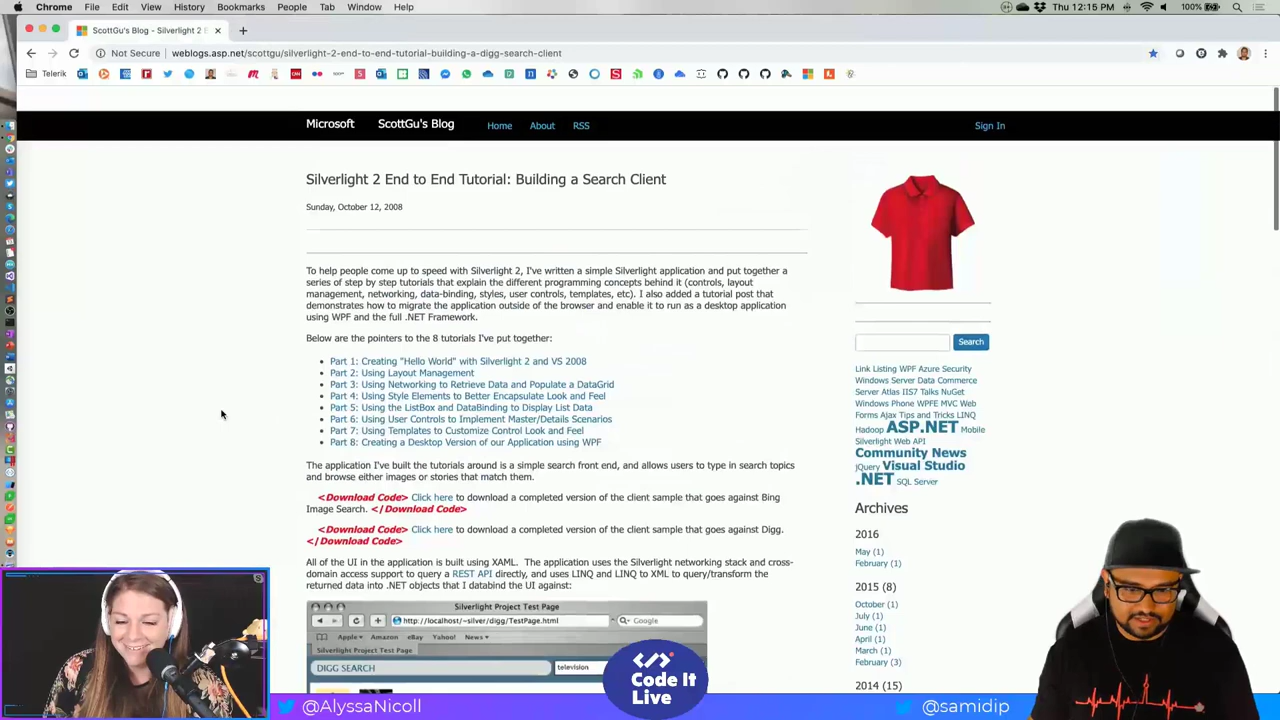 Chrome File Edit View History Bookmarks People Tab Window Help
100% Thu 12:15 PM
ScottGu's Blog - Silverlight 2 E
Not Secure weblogs.asp.net/scottgu/silverlight-2-end-to-end-tutorial-building-a-digg-search-client
Telerik
Microsoft ScottGu's Blog Home About RSS Sign In
Silverlight 2 End to End Tutorial: Building a Search Client
Sunday, October 12, 2008
To help people come up to speed with Silverlight 2, I've written a simple Silverlight application and put together a
series of step by step tutorials that explain the different programming concepts behind it (controls, layout
management, networking, data-binding, styles, user controls, templates, etc). I also added a tutorial post that
demonstrates how to migrate the application outside of the browser and enable it to run as a desktop application
using WPF and the full .NET Framework.
Below are the pointers to the 8 tutorials I've put together:
Part 1: Creating "Hello World" with Silverlight 2 and VS 2008
Part 2: Using Layout Management
Part 3: Using Networking to Retrieve Data and Populate a DataGrid
Part 4: Using Style Elements to Better Encapsulate Look and Feel
Part 5: Using the ListBox and DataBinding to Display List Data
Part 6: Using User Controls to Implement Master/Details Scenarios
Part 7: Using Templates to Customize Control Look and Feel
Part 8: Creating a Desktop Version of our Application using WPF
The application I've built the tutorials around is a simple search front end, and allows users to type in search topics
and browse either images or stories that match them.
<Download Code> Click here to download a completed version of the client sample that goes against Bing
Image Search. </Download Code>
<Download Code> Click here to download a completed version of the client sample that goes against Digg.
</Download Code>
All of the UI in the application is built using XAML. The application uses the Silverlight networking stack and cross-
domain access support to query a REST API directly, and uses LINQ and LINQ to XML to query/transform the
returned data into .NET objects that I databind the UI against:
Silverlight Project Test Page
http://localhost/~silver/digg/TestPage.html Google
Apple Amazon eBay Yahoo! News
Silverlight Project Test Page
DIGG SEARCH television
Search
Link Listing WPF Azure Security
Windows Server Data Commerce
Server Atlas IIS7 Talks NuGet
Windows Phone WPFE MVC Web
Forms Ajax Tips and Tricks LINQ
Hadoop ASP.NET Mobile
Silverlight Web API
Community News
jQuery Visual Studio
.NET SQL Server
Archives
2016
May (1)
February (1)
2015 (8)
October (1)
July (1)
June (1)
April (1)
March (1)
February (3)
2014 (15)
Code It
Live
@AlyssaNicoll
@samidip